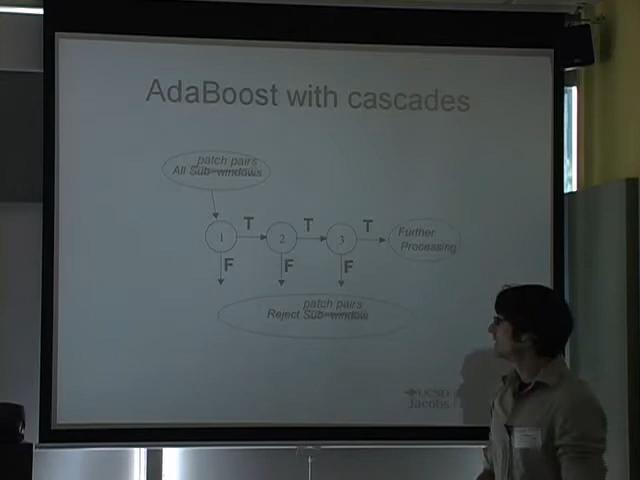 AdaBoost with cascades
patch pairs
All Sub-windows
1
T
2
T
3
T
Further
Processing
F
F
F
patch pairs
Reject Sub-window
UCSD
Jacobs